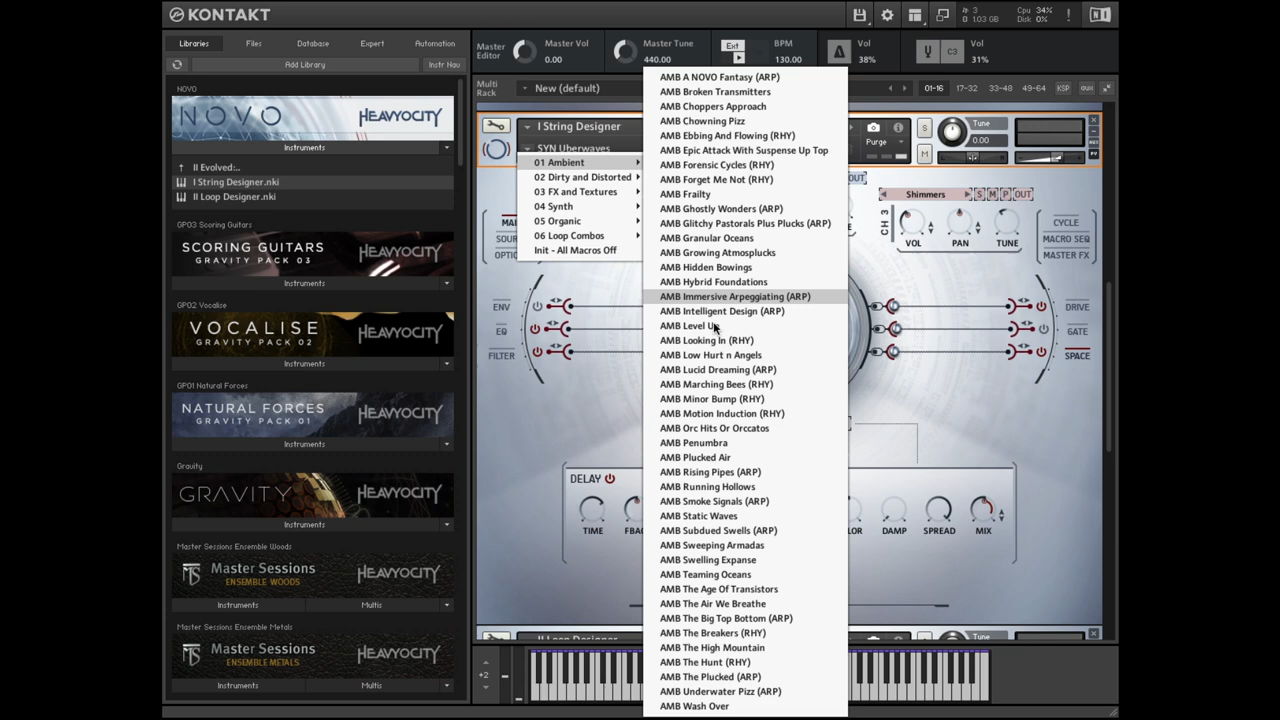 KONTAKT
3
1.03 GB
Cpu 34%
Disk 0%
!
Libraries
Files
Database
Expert
Automation
Add Library
Instr Nav
NOVO
NOVO HEAVYOCITY
Instruments
II Evolved:..
I String Designer.nki
II Loop Designer.nki
GP03 Scoring Guitars
SCORING GUITARS
GRAVITY PACK 03
HEAVYOCITY
Instruments
GP02 Vocalise
VOCALISE
GRAVITY PACK 02
HEAVYOCITY
Instruments
GP01 Natural Forces
NATURAL FORCES
GRAVITY PACK 01
HEAVYOCITY
Instruments
Gravity
GRAVITY HEAVYOCITY
Instruments
Master Sessions Ensemble Woods
Master Sessions
ENSEMBLE WOODS
HEAVYOCITY
Instruments
Multis
Master Sessions Ensemble Metals
Master Sessions
ENSEMBLE METALS
HEAVYOCITY
Instruments
Multis
Master
Editor
Master Vol
0.00
Master Tune
440.00
Ext
BPM
130.00
Vol
38%
C3
Vol
31%
Multi
Rack
New (default)
01-16
17-32
33-48
49-64
KSP
AUX
I String Designer
SYN Uberwaves
Purge
S
M
Tune
0.00
AUX
PV
01 Ambient
02 Dirty and Distorted
03 FX and Textures
04 Synth
05 Organic
06 Loop Combos
Init - All Macros Off
AMB A NOVO Fantasy (ARP)
AMB Broken Transmitters
AMB Choppers Approach
AMB Chowning Pizz
AMB Ebbing And Flowing (RHY)
AMB Epic Attack With Suspense Up Top
AMB Forensic Cycles (RHY)
AMB Forget Me Not (RHY)
AMB Frailty
AMB Ghostly Wonders (ARP)
AMB Glitchy Pastorals Plus Plucks (ARP)
AMB Granular Oceans
AMB Growing Atmosplucks
AMB Hidden Bowings
AMB Hybrid Foundations
AMB Immersive Arpeggiating (ARP)
AMB Intelligent Design (ARP)
AMB Level U
AMB Looking In (RHY)
AMB Low Hurt n Angels
AMB Lucid Dreaming (ARP)
AMB Marching Bees (RHY)
AMB Minor Bump (RHY)
AMB Motion Induction (RHY)
AMB Orc Hits Or Orccatos
AMB Penumbra
AMB Plucked Air
AMB Rising Pipes (ARP)
AMB Running Hollows
AMB Smoke Signals (ARP)
AMB Static Waves
AMB Subdued Swells (ARP)
AMB Sweeping Armadas
AMB Swelling Expanse
AMB Teaming Oceans
AMB The Age Of Transistors
AMB The Air We Breathe
AMB The Big Top Bottom (ARP)
AMB The Breakers (RHY)
AMB The High Mountain
AMB The Hunt (RHY)
AMB The Plucked (ARP)
AMB Underwater Pizz (ARP)
AMB Wash Over
OUT
Shimmers
S M P OUT
CH 3
VOL
PAN
TUNE
CYCLE
MACRO SEQ
MASTER FX
ENV
EQ
FILTER
DRIVE
GATE
SPACE
DELAY
TIME
DAMP
SPREAD
MIX
Tune
+2